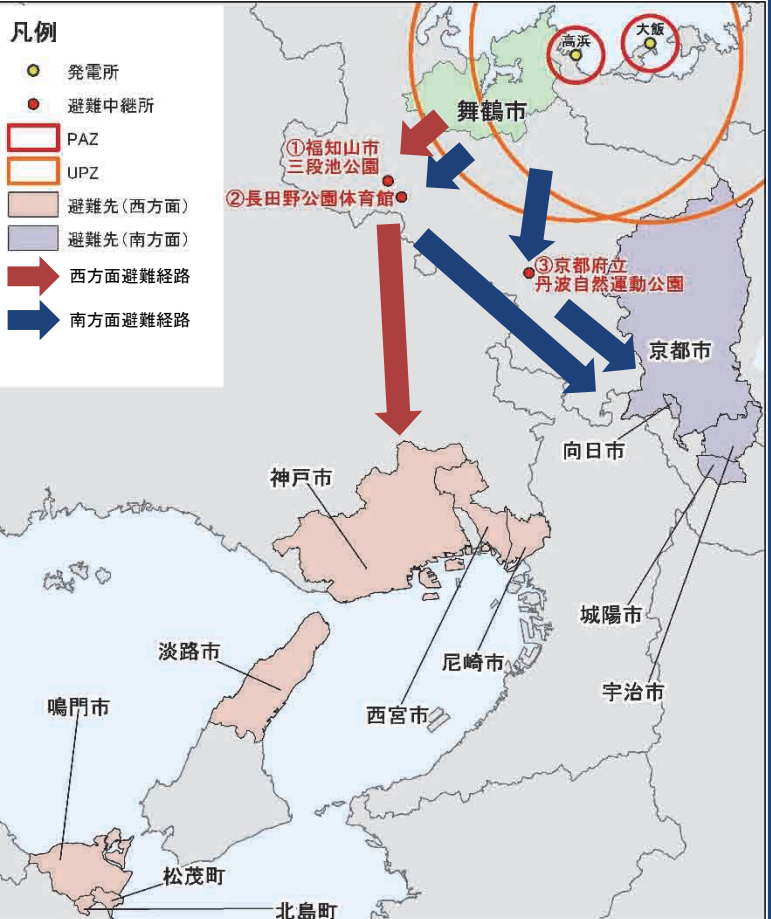 凡例
発電所
避難中継所
PAZ
UPZ
避難先(西方面)
避難先(南方面)
西方面避難経路
南方面避難経路
高浜
大飯
舞鶴市
①福知山市
三段池公園
②長田野公園体育館
③京都府立
丹波自然運動公園
京都市
向日市
神戸市
城陽市
淡路市
尼崎市
宇治市
鳴門市
西宮市
松茂町
北島町